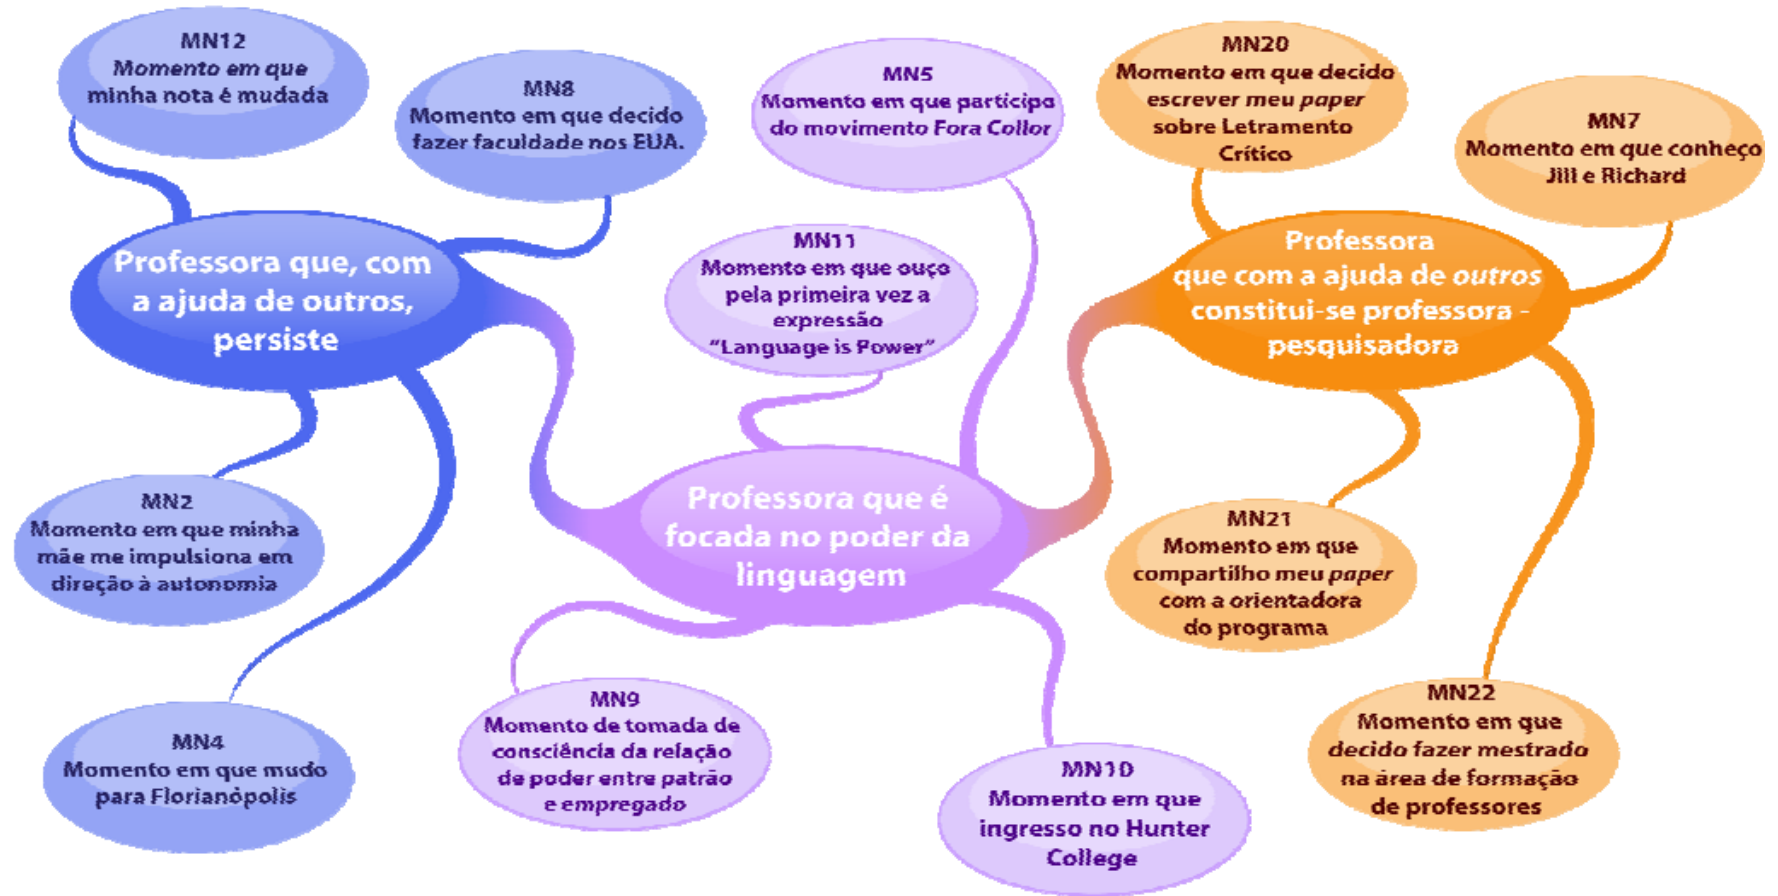 MN12
Momento em que
minha nota é mudada
MN8
Momento em que decido
fazer faculdade nos EUA.
Professora que, com
a ajuda de outros,
persiste
MN2
Momento em que minha
mãe me impulsiona em
direção à autonomia
MN4
Momento em que mudo
para Florianópolis
MN5
Momento em que participo
do movimento Fora Collor
MN11
Momento em que ouço
pela primeira vez a
expressão
“Language is Power”
Professora que é
focada no poder da
linguagem
MN9
Momento de tomada de
consciência da relação
de poder entre patrão
e empregado
MN10
Momento em que
ingresso no Hunter
College
MN20
Momento em que decido
escrever meu paper
sobre Letramento
Crítico
MN7
Momento em que conheço
Jill e Richard
Professora
que com a ajuda de outros
constitui-se professora -
pesquisadora
MN21
Momento em que
compartilho meu paper
com a orientadora
do programa
MN22
Momento em que
decido fazer mestrado
na área de formação
de professores